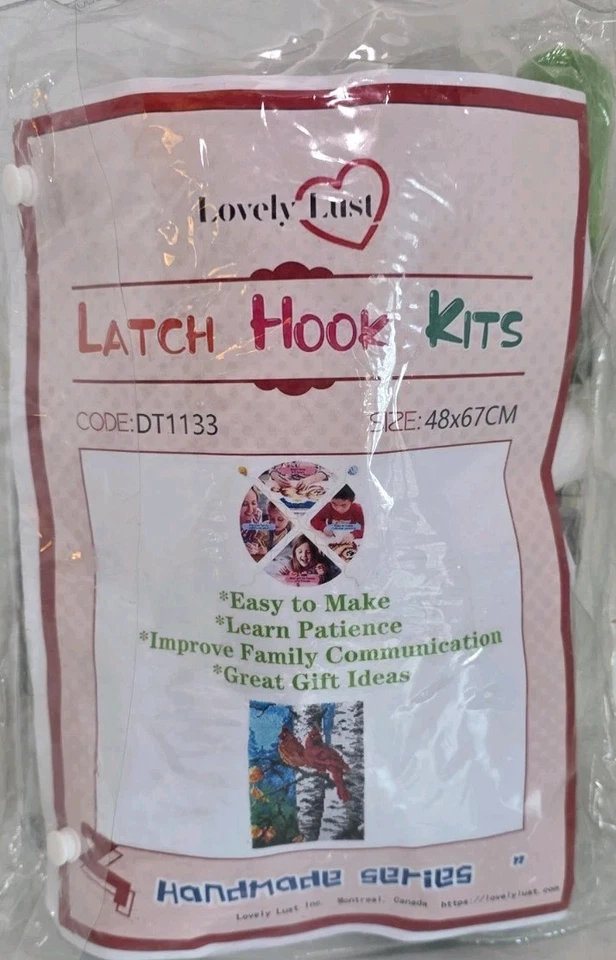 Lovely Lust
LATCH HOOK KITS
CODE:DT1133 SIZE:48x67CM
*Easy to Make
*Learn Patience
*Improve Family Communication
*Great Gift Ideas
Handmade series "
Lovely Lust Inc. Montreal, Canada https://lovelylust.com